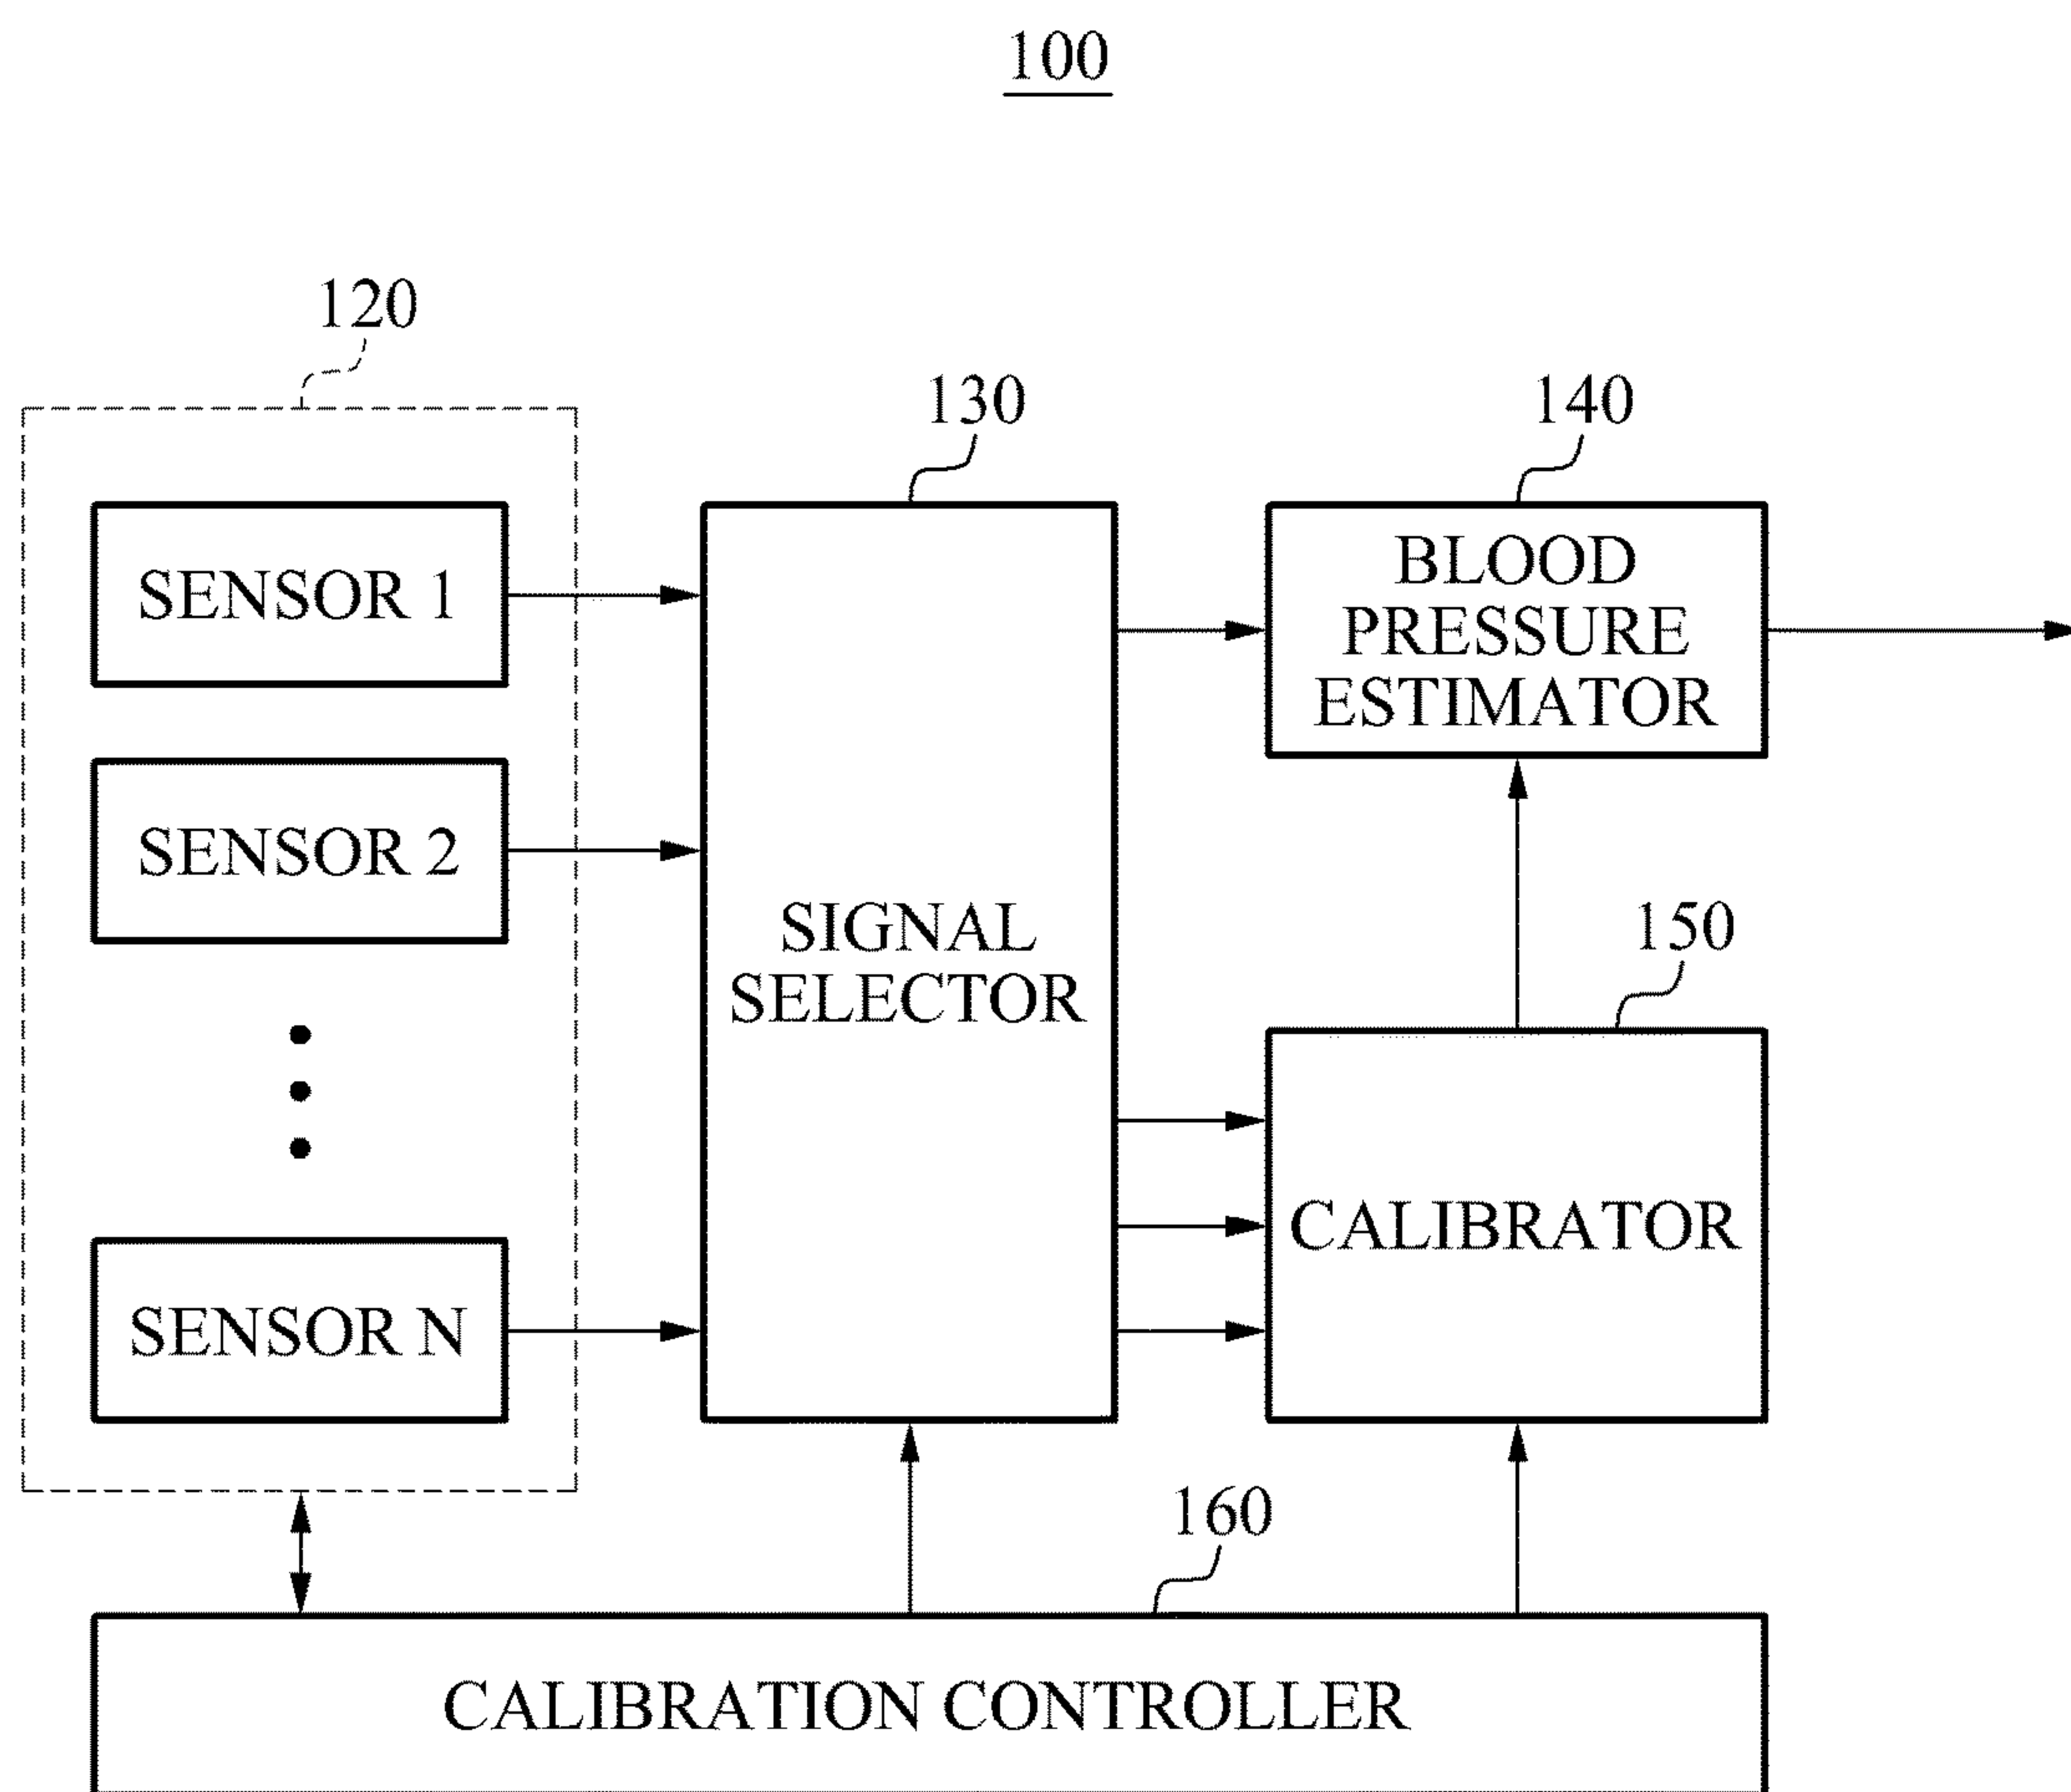 100
120
130
140
SENSOR 1
BLOOD
PRESSURE
ESTIMATOR
SENSOR 2
SIGNAL
SELECTOR
150
CALIBRATOR
SENSOR N
160
CALIBRATION CONTROLLER